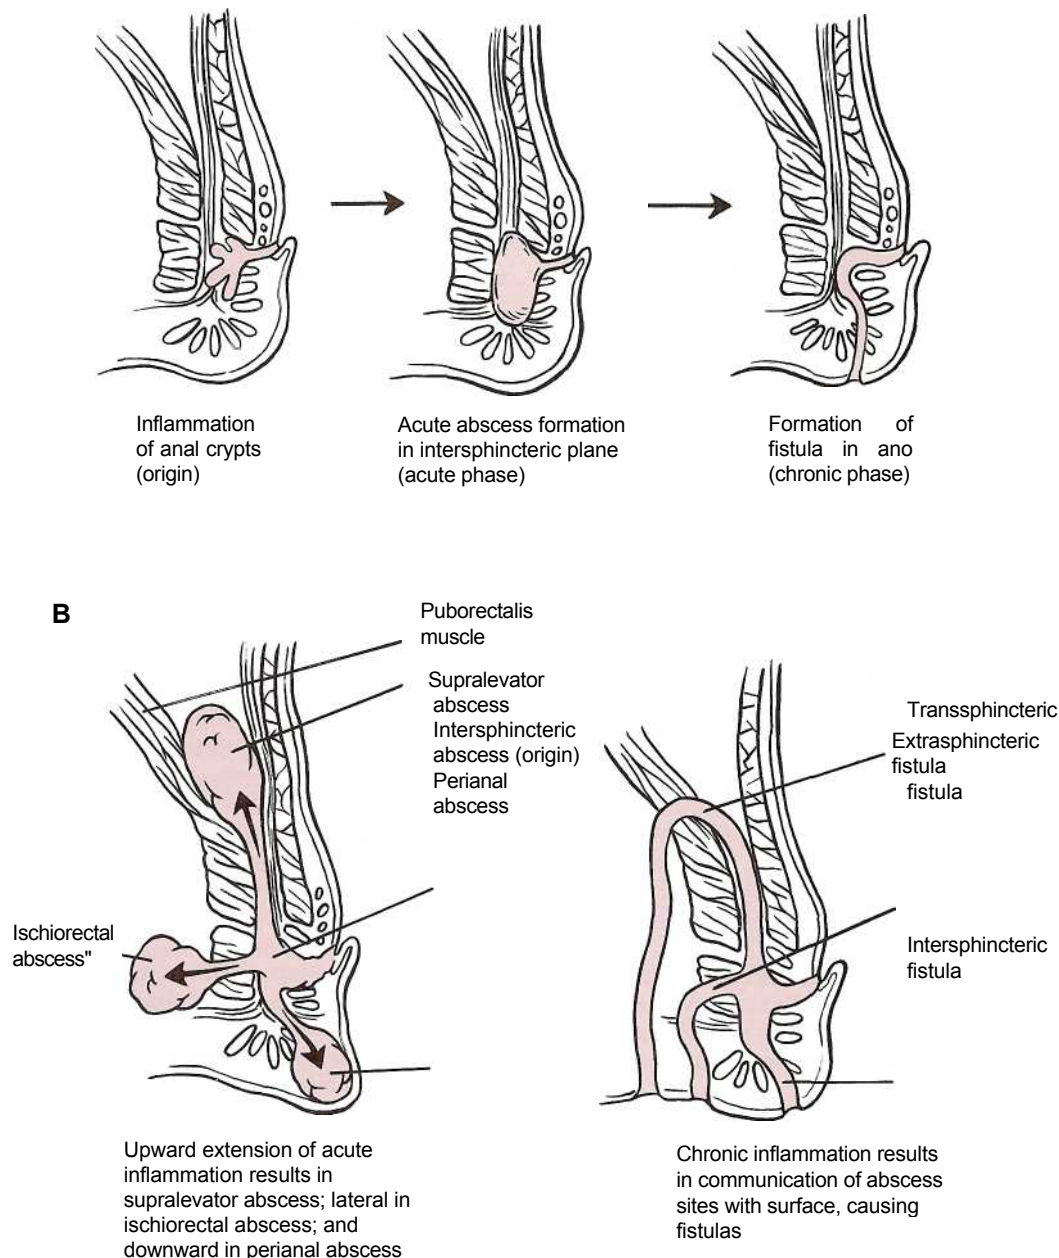 Inflammation
of anal crypts
(origin)
Acute abscess formation
in intersphincteric plane
(acute phase)
Formation of
fistula in ano
(chronic phase)
B
Puborectalis
muscle
Supralevator
abscess
Intersphincteric
abscess (origin)
Perianal
abscess
Ischiorectal
abscess"
Transsphincteric
Extrasphincteric
fistula
fistula
Intersphincteric
fistula
Upward extension of acute
inflammation results in
supralevator abscess; lateral in
ischiorectal abscess; and
downward in perianal abscess
Chronic inflammation results
in communication of abscess
sites with surface, causing
fistulas